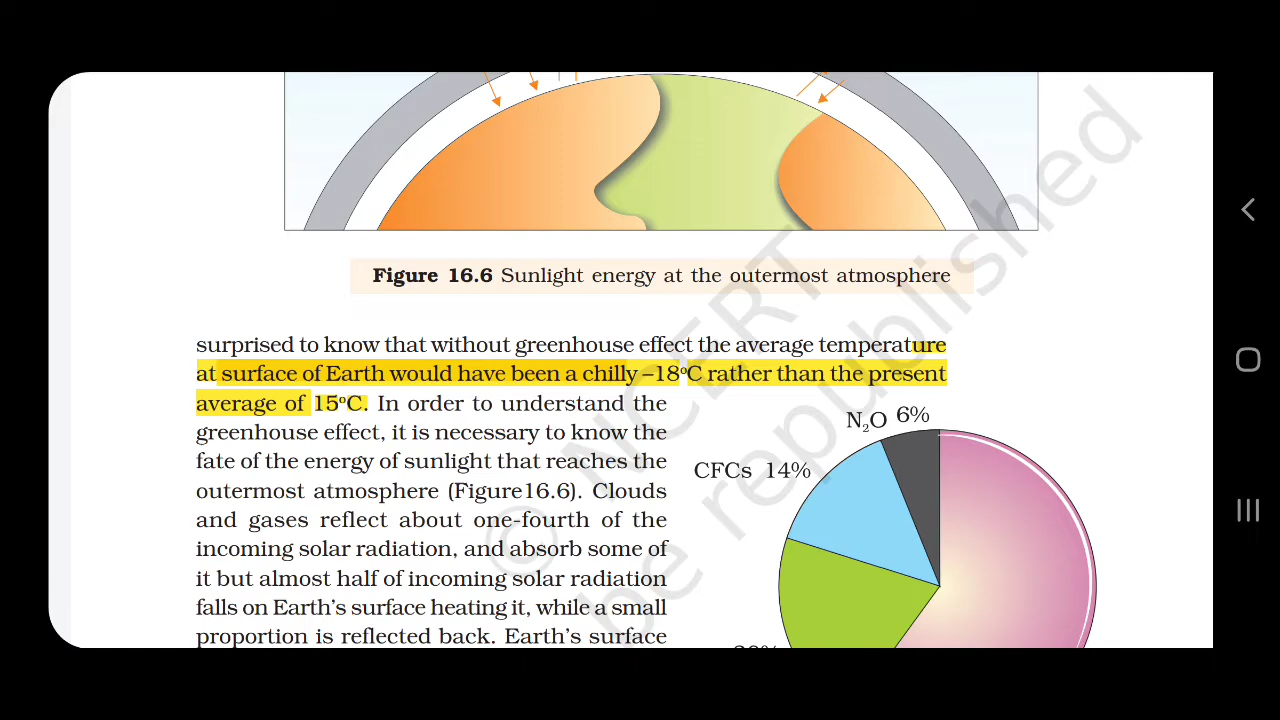 Figure 16.6 Sunlight energy at the outermost atmosphere
surprised to know that without greenhouse effect the average temperature
at surface of Earth would have been a chilly –18°C rather than the present
average of 15°C. In order to understand the
greenhouse effect, it is necessary to know the
fate of the energy of sunlight that reaches the
outermost atmosphere (Figure16.6). Clouds
and gases reflect about one-fourth of the
incoming solar radiation, and absorb some of
it but almost half of incoming solar radiation
falls on Earth's surface heating it, while a small
proportion is reflected back. Earth's surface
N₂O 6%
CFCs 14%
© NCERT
be republished